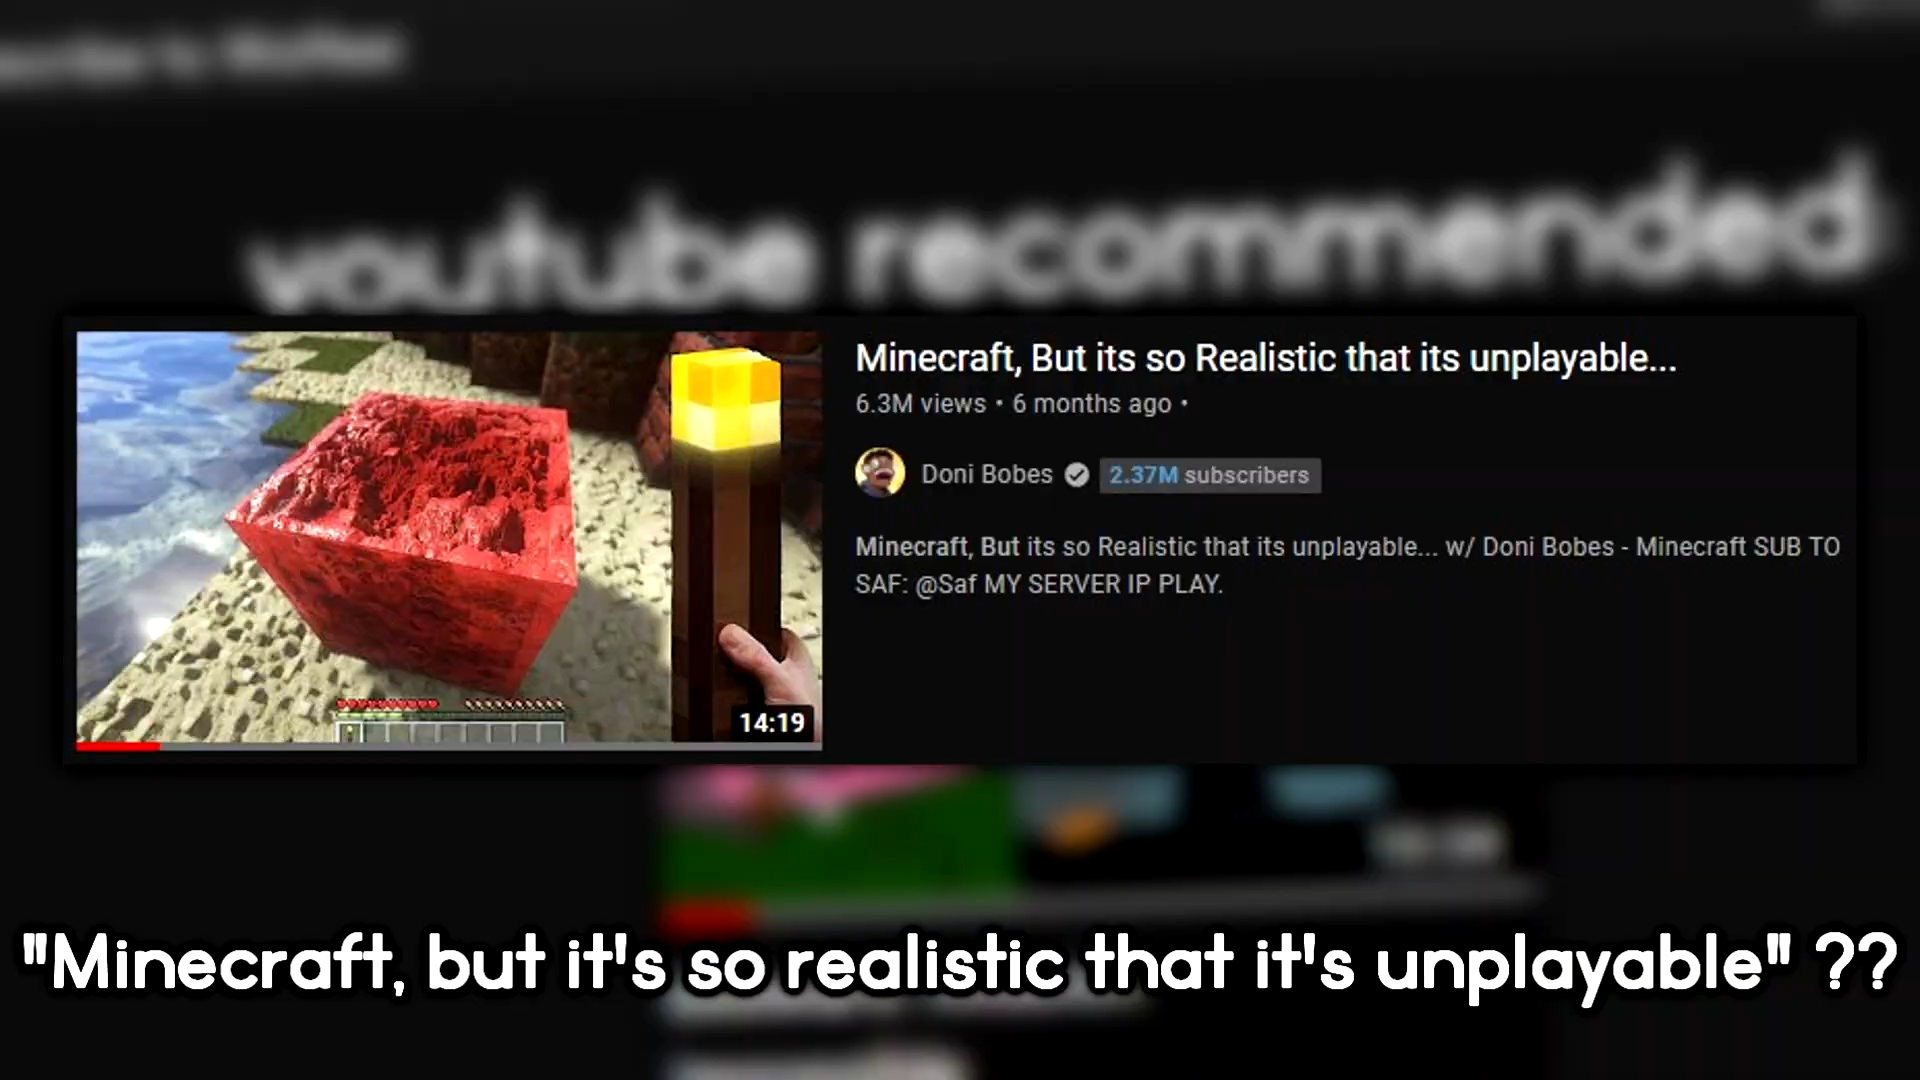 youtube recommended
Minecraft, But its so Realistic that its unplayable...
6.3M views • 6 months ago •
Doni Bobes 2.37M subscribers
Minecraft, But its so Realistic that its unplayable... w/ Doni Bobes - Minecraft SUB TO
SAF: @Saf MY SERVER IP PLAY.
14:19
"Minecraft, but it's so realistic that it's unplayable" ??